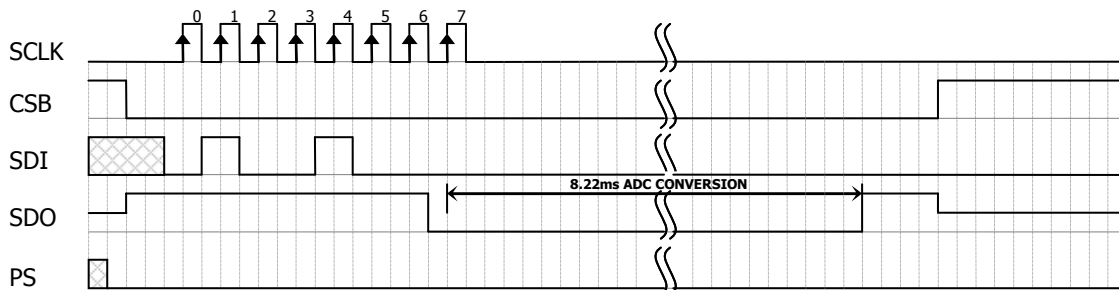 0 1 2 3 4 5 6 7
SCLK
CSB
SDI
8.22ms ADC CONVERSION
SDO
PS